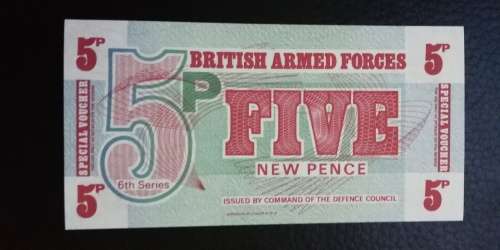 5P
BRITISH ARMED FORCES
5P
SPECIAL VOUCHER
5P
FIVE
SPECIAL VOUCHER
NEW PENCE
6th Series
5P
ISSUED BY COMMAND OF THE DEFENCE COUNCIL
5P